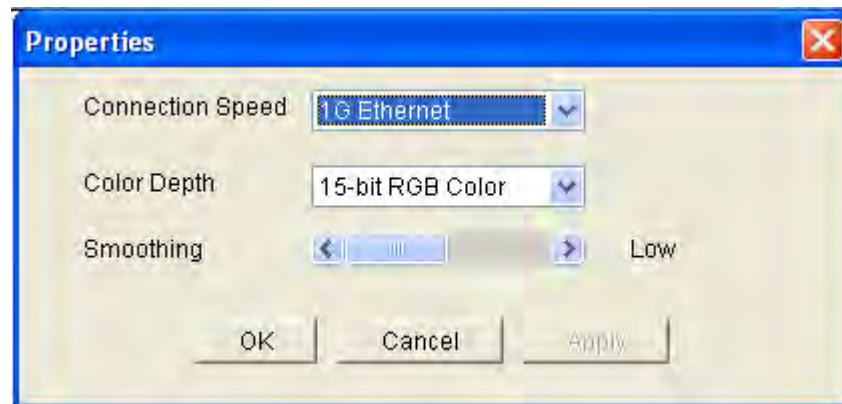 Properties
Connection Speed 1G Ethernet
Color Depth 15-bit RGB Color
Smoothing Low
OK Cancel Apply